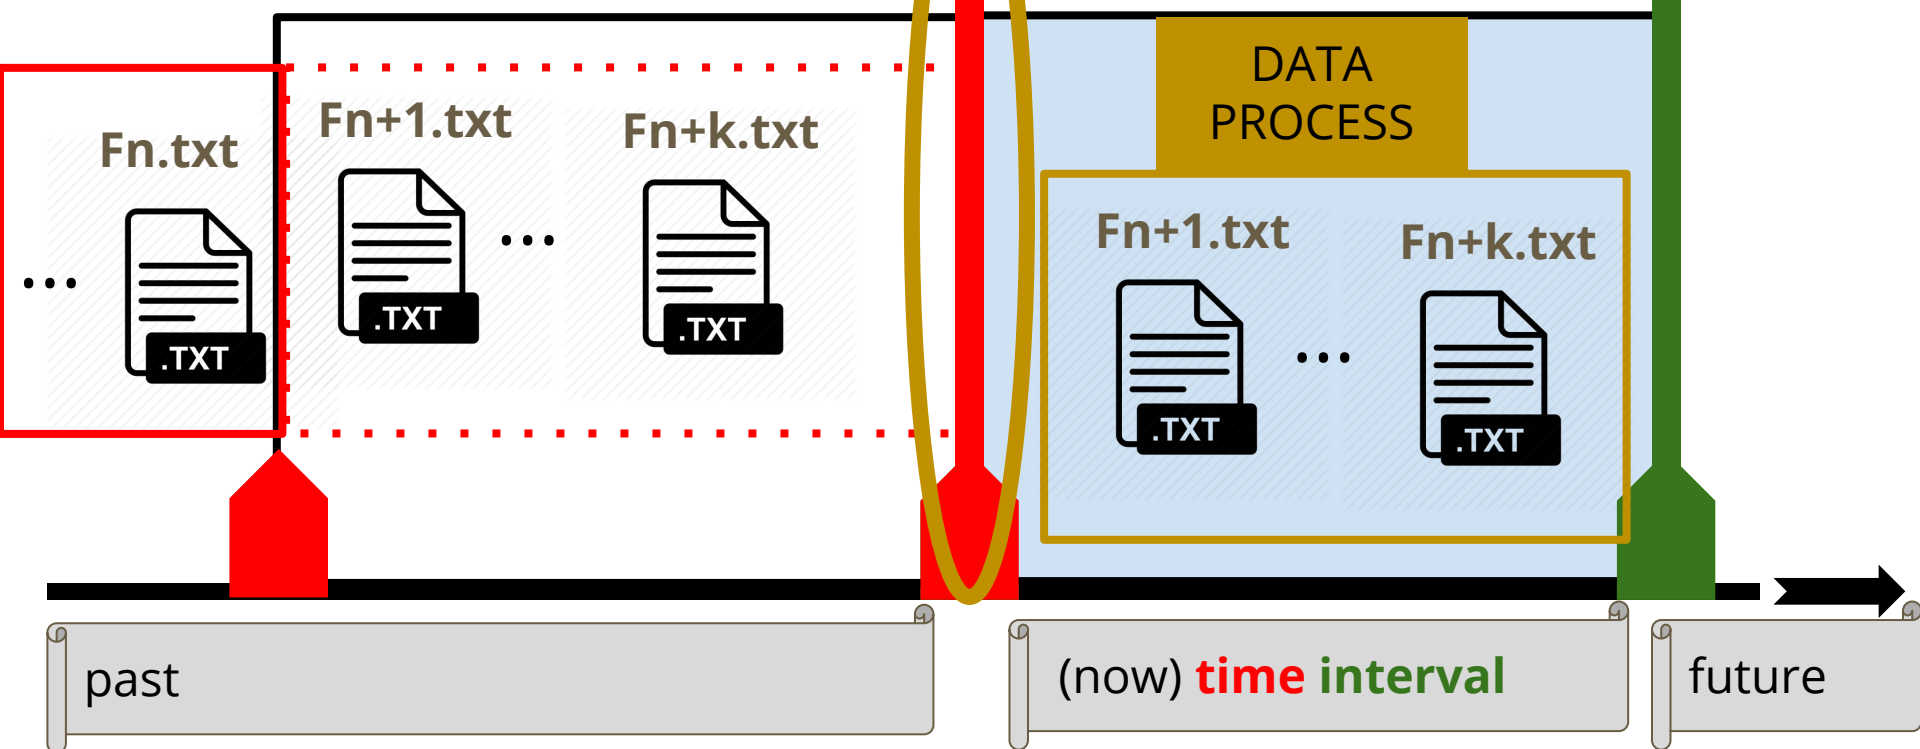 DATA
PROCESS
Fn.txt
Fn+1.txt
Fn+k.txt
Fn+1.txt
Fn+k.txt
...
...
...
.TXT
.TXT
.TXT
.TXT
.TXT
past
(now) time interval
future